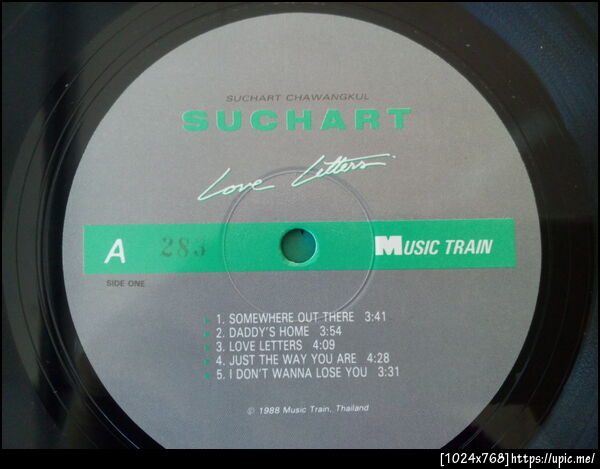 SUCHART CHAWANGKUL
SUCHART
Love Letters
A
283
MUSIC TRAIN
SIDE ONE
1. SOMEWHERE OUT THERE 3:41
2. DADDY'S HOME 3:54
3. LOVE LETTERS 4:09
4. JUST THE WAY YOU ARE 4:28
5. I DON'T WANNA LOSE YOU 3:31
© 1988 Music Train, Thailand
[1024x768]https://upic.me/